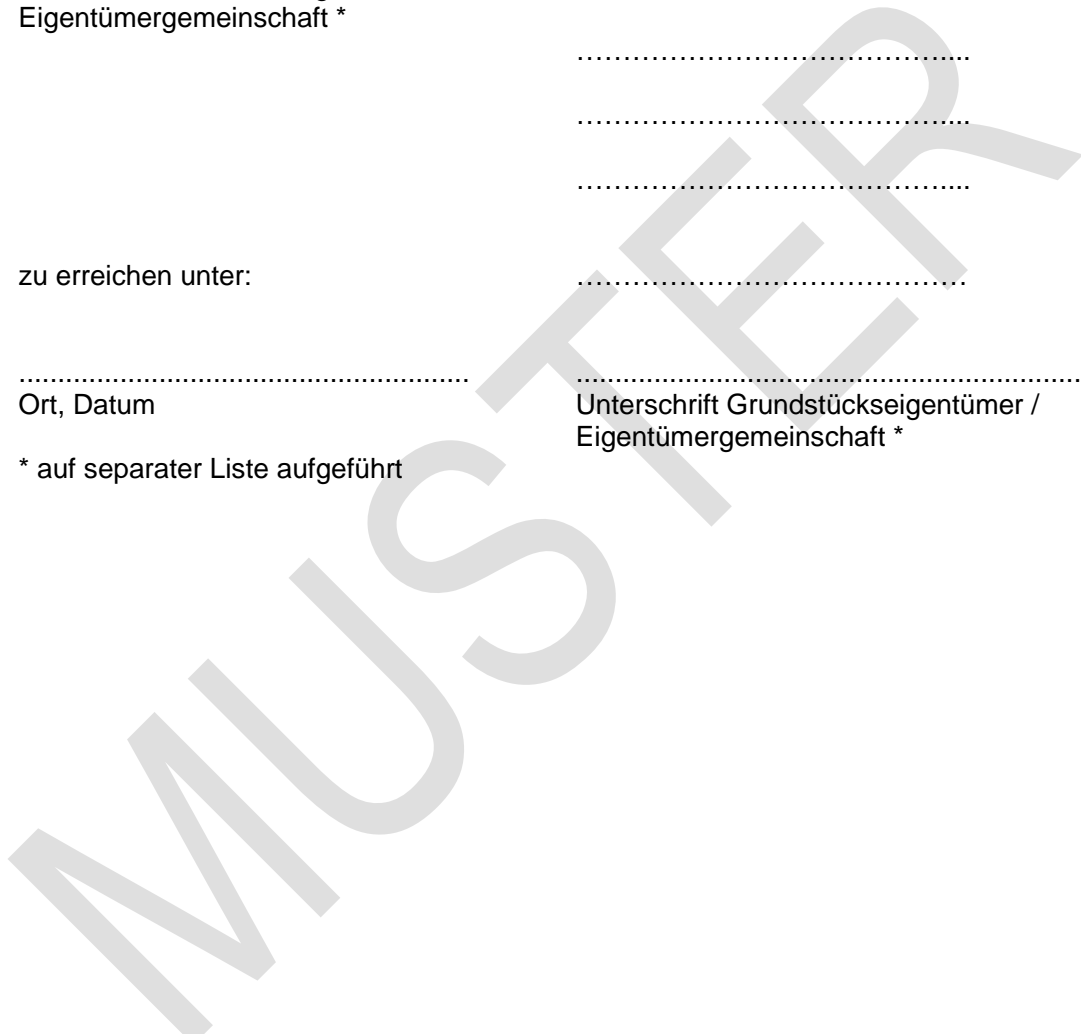 Eigentümergemeinschaft *
……………………………………...
……………………………………...
……………………………………...
zu erreichen unter: ……………………………………
.......................................................... .................................................................
Ort, Datum Unterschrift Grundstückseigentümer /
Eigentümergemeinschaft *
* auf separater Liste aufgeführt
MUSTER